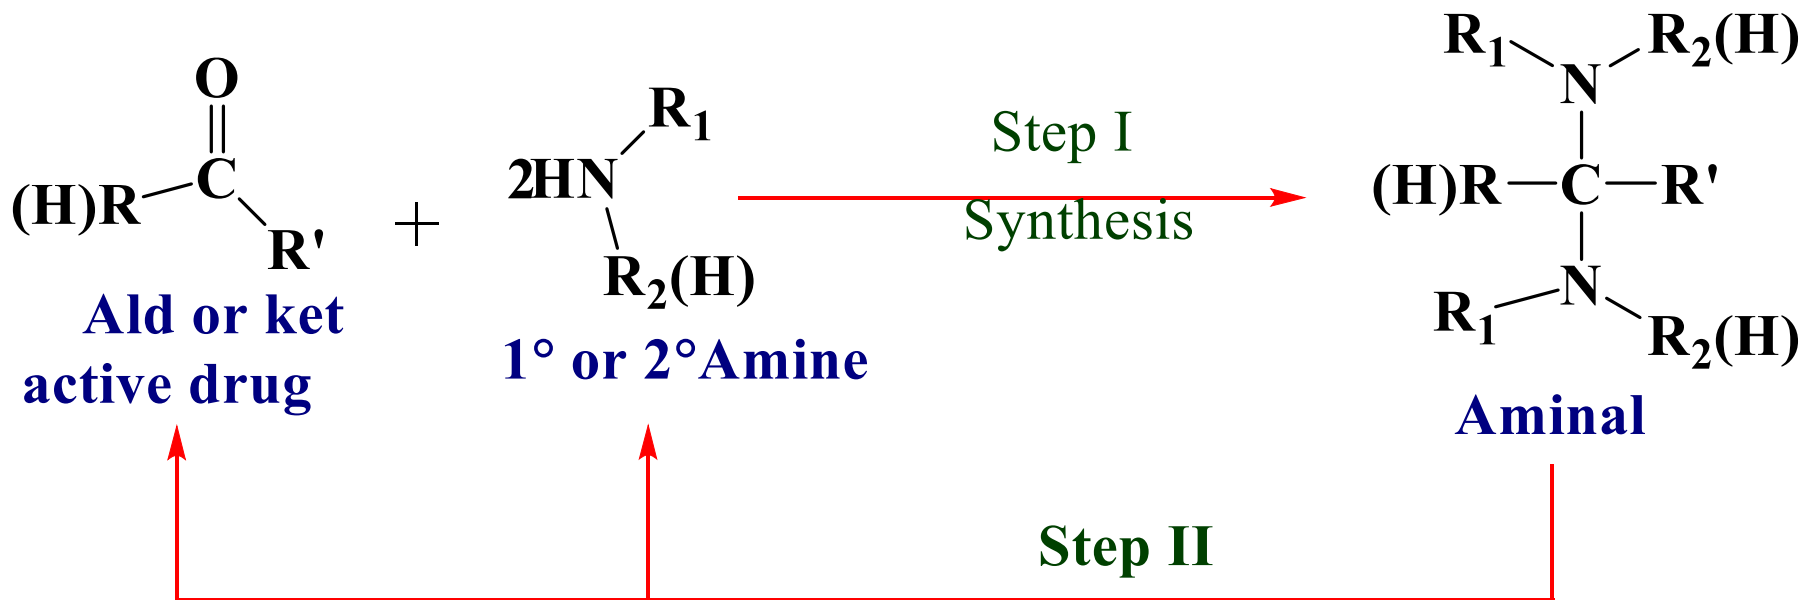 O
C
(H)R
R'
Ald or ket
active drug
+
R₁
2HN
R₂(H)
1° or 2°Amine
Step I
Synthesis
R₁ R₂(H)
N
(H)R C R'
N
R₁
R₂(H)
Aminal
Step II